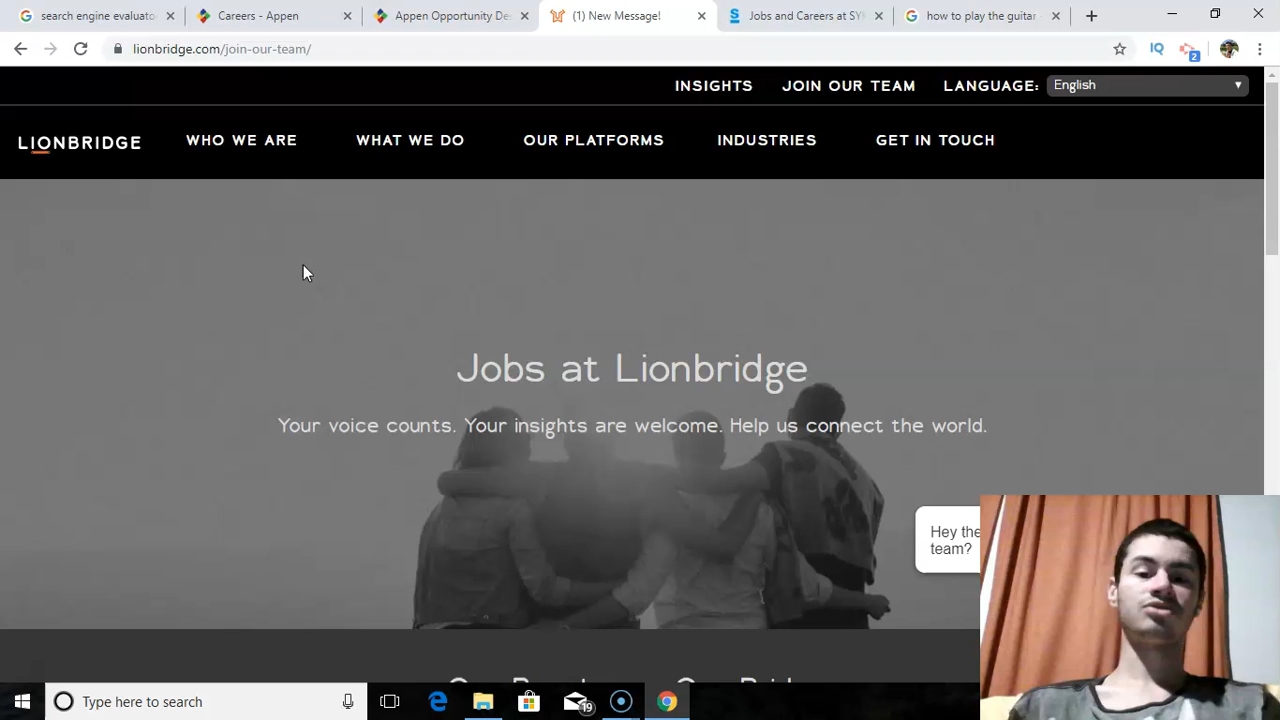 search engine evaluato
Careers - Appen
Appen Opportunity De
(1) New Message!
Jobs and Careers at SY
how to play the guitar
lionbridge.com/join-our-team/
IQ
2
INSIGHTS
JOIN OUR TEAM
LANGUAGE:
English
LIONBRIDGE
WHO WE ARE
WHAT WE DO
OUR PLATFORMS
INDUSTRIES
GET IN TOUCH
Jobs at Lionbridge
Your voice counts. Your insights are welcome. Help us connect the world.
Hey the
team?
Type here to search
19